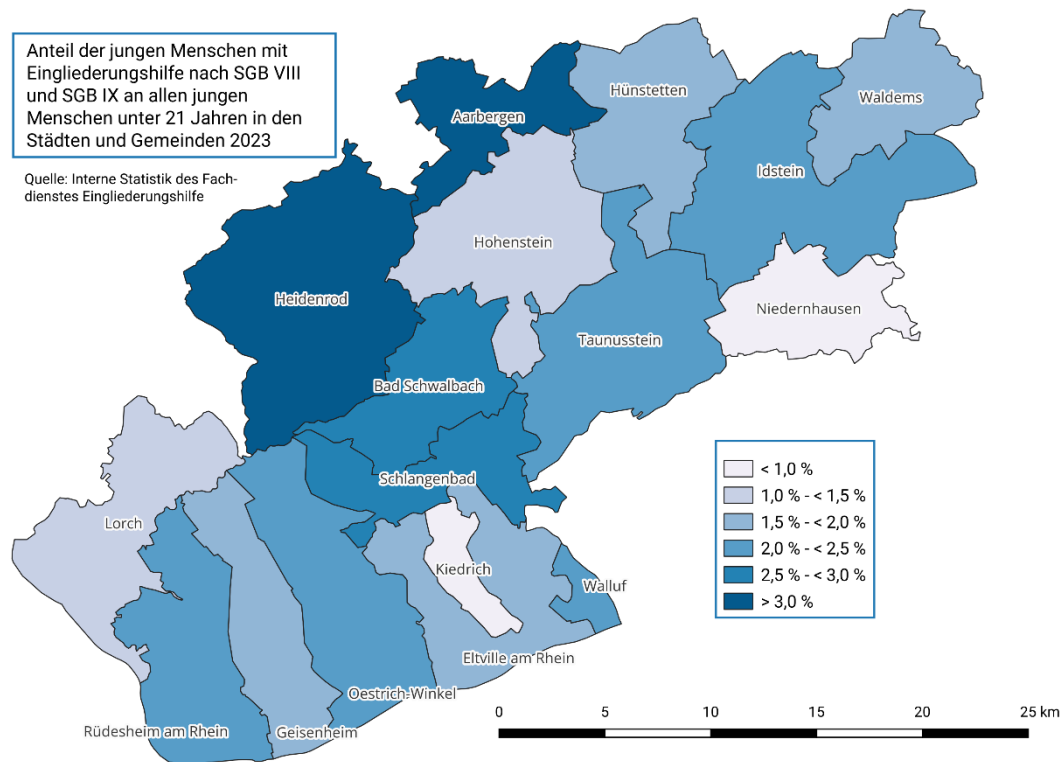 Anteil der jungen Menschen mit
Eingliederungshilfe nach SGB VIII
und SGB IX an allen jungen
Menschen unter 21 Jahren in den
Städten und Gemeinden 2023
Quelle: Interne Statistik des Fach-
dienstes Eingliederungshilfe
Hünstetten
Waldems
Aarbergen
Idstein
Hohenstein
Heidenrod
Niedernhausen
Taunusstein
Bad Schwalbach
Schlangenbad
Lorch
Kiedrich
Walluf
Eltville am Rhein
Oestrich-Winkel
Rüdesheim am Rhein
Geisenheim
< 1,0 %
1,0 % - < 1,5 %
1,5 % - < 2,0 %
2,0 % - < 2,5 %
2,5 % - < 3,0 %
> 3,0 %
0 5 10 15 20 25 km